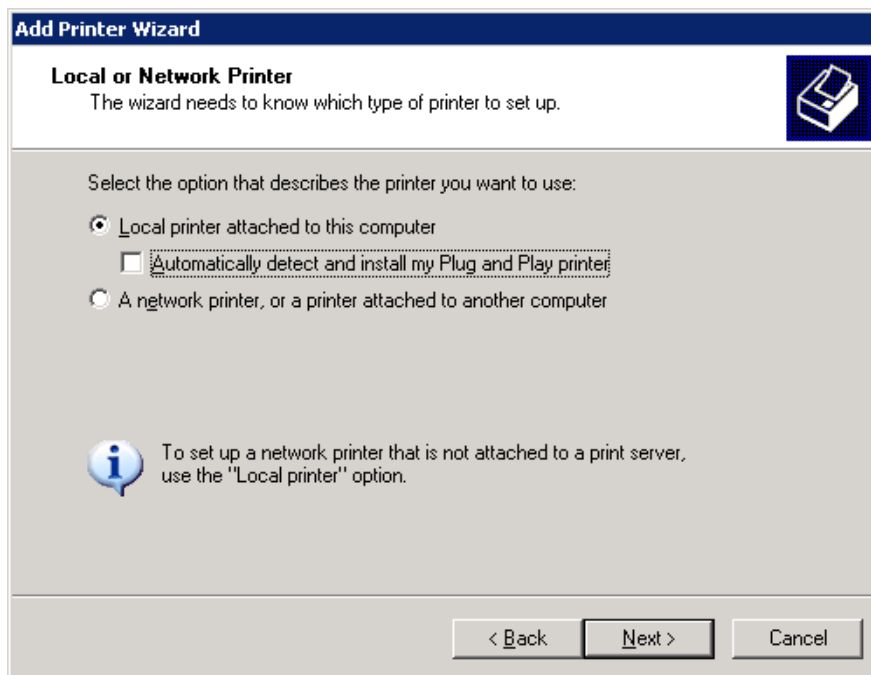 Add Printer Wizard
Local or Network Printer
The wizard needs to know which type of printer to set up.
Select the option that describes the printer you want to use:
Local printer attached to this computer
Automatically detect and install my Plug and Play printer
A network printer, or a printer attached to another computer
To set up a network printer that is not attached to a print server,
use the "Local printer" option.
< Back
Next >
Cancel